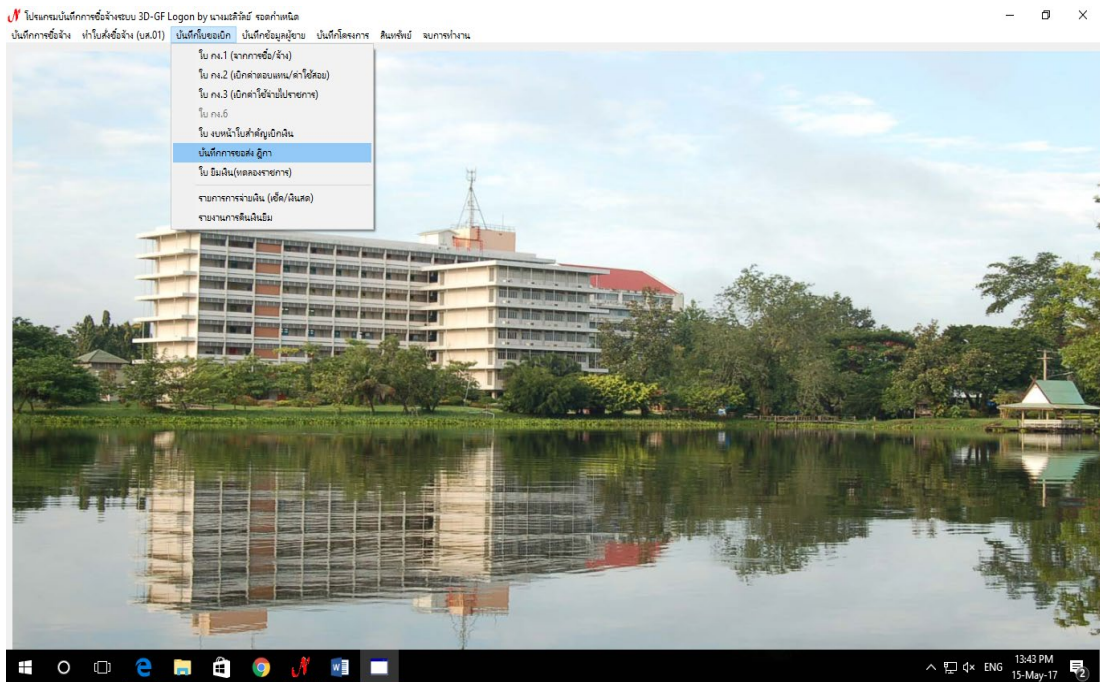 โปรแกรมบันทึกการซื้อจ้างระบบ 3D-GF Logon by นางมะลิวัลย์ รอดกำเหนิด
บันทึกการซื้อจ้าง ทำใบสั่งซื้อจ้าง (บส.01) บันทึกใบขอเบิก บันทึกข้อมูลผู้ขาย บันทึกโครงการ สินทรัพย์ จบการทำงาน
ใบ กง.1 (จากการซื้อ/จ้าง)
ใบ กง.2 (เบิกค่าตอบแทน/ค่าใช้สอย)
ใบ กง.3 (เบิกค่าใช้จ่ายไปราชการ)
ใบ กง.6
ใบ งบหน้าใบสำคัญเบิกเงิน
บันทึกการขอส่ง ฎีกา
ใบ ยืมเงิน(ทดลองราชการ)
รายการการจ่ายเงิน (เช็ค/เงินสด)
รายงานการคืนเงินยืม
ENG
13:43 PM
15-May-17
2